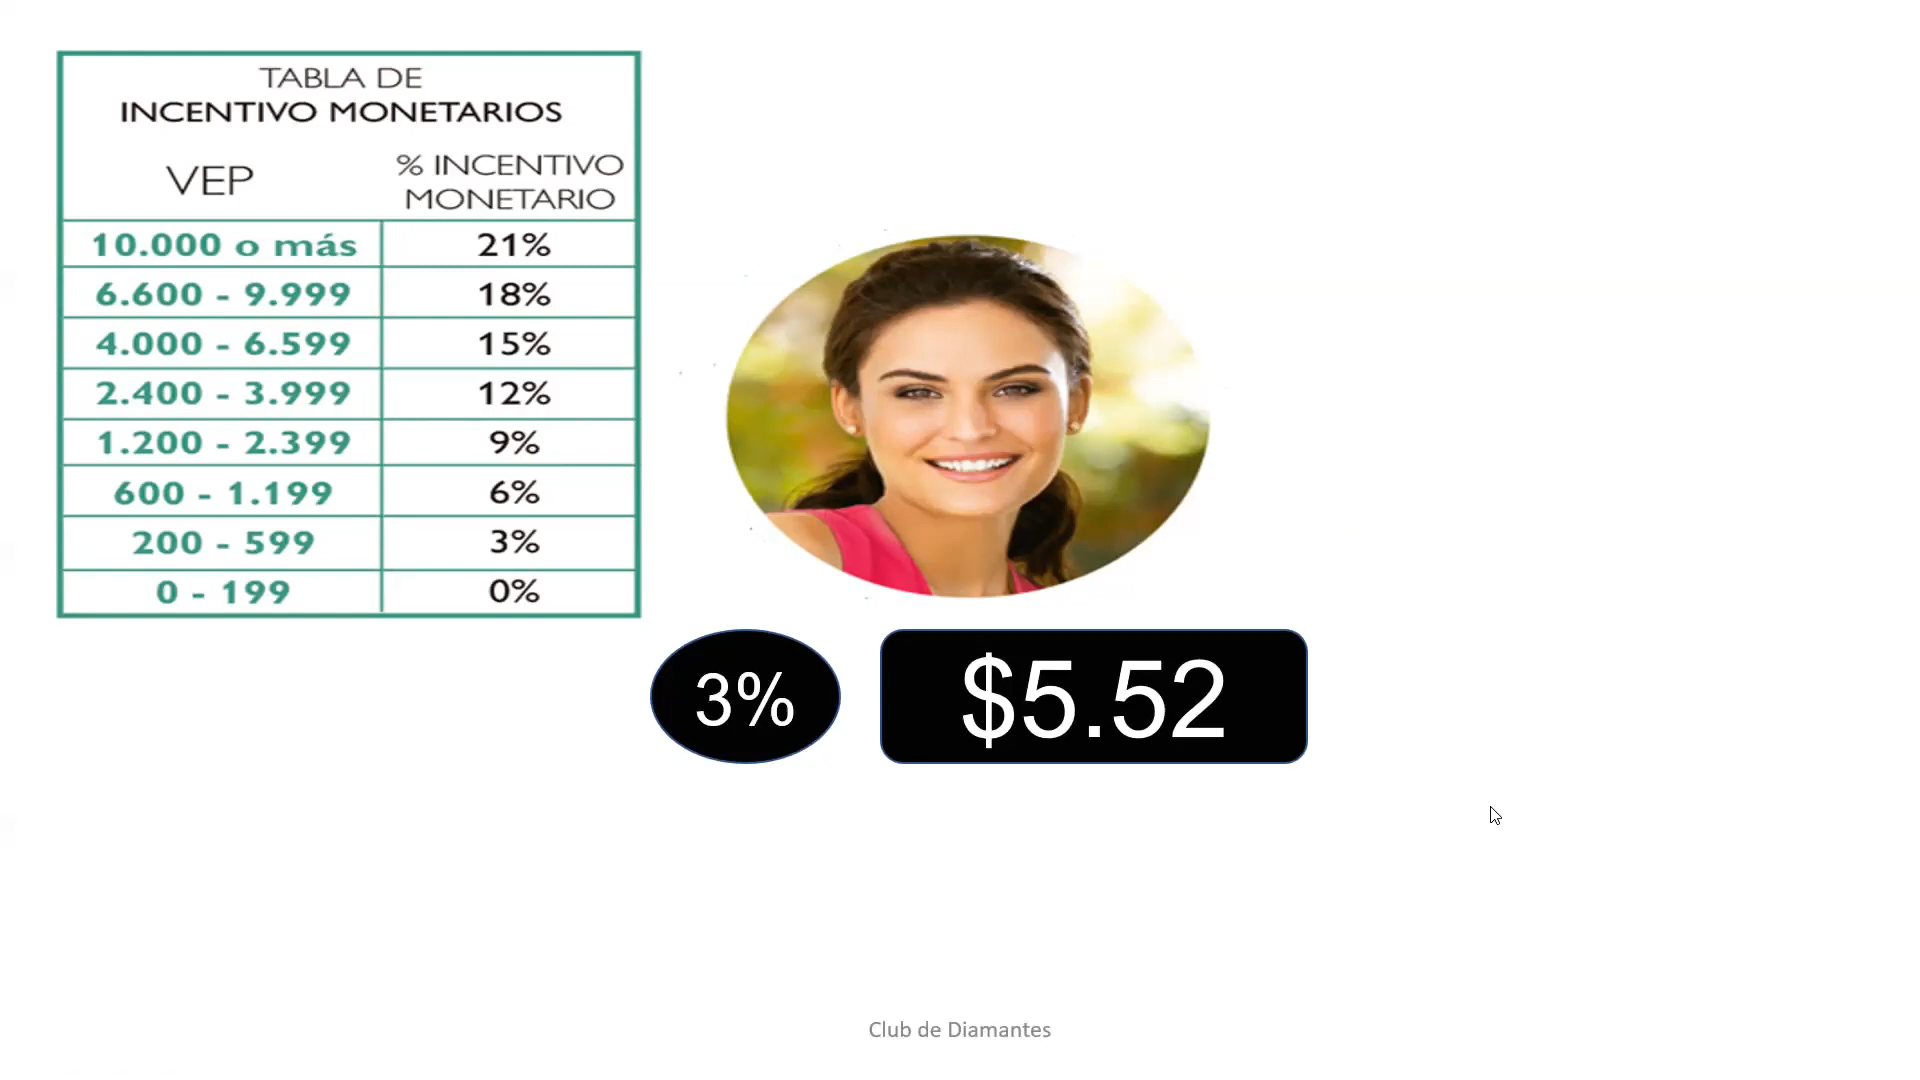 TABLA DE
INCENTIVO MONETARIOS
VEP
% INCENTIVO
MONETARIO
10.000 o más 21%
6.600 - 9.999 18%
4.000 - 6.599 15%
2.400 - 3.999 12%
1.200 - 2.399 9%
600 - 1.199 6%
200 - 599 3%
0 - 199 0%
3% $5.52
Club de Diamantes